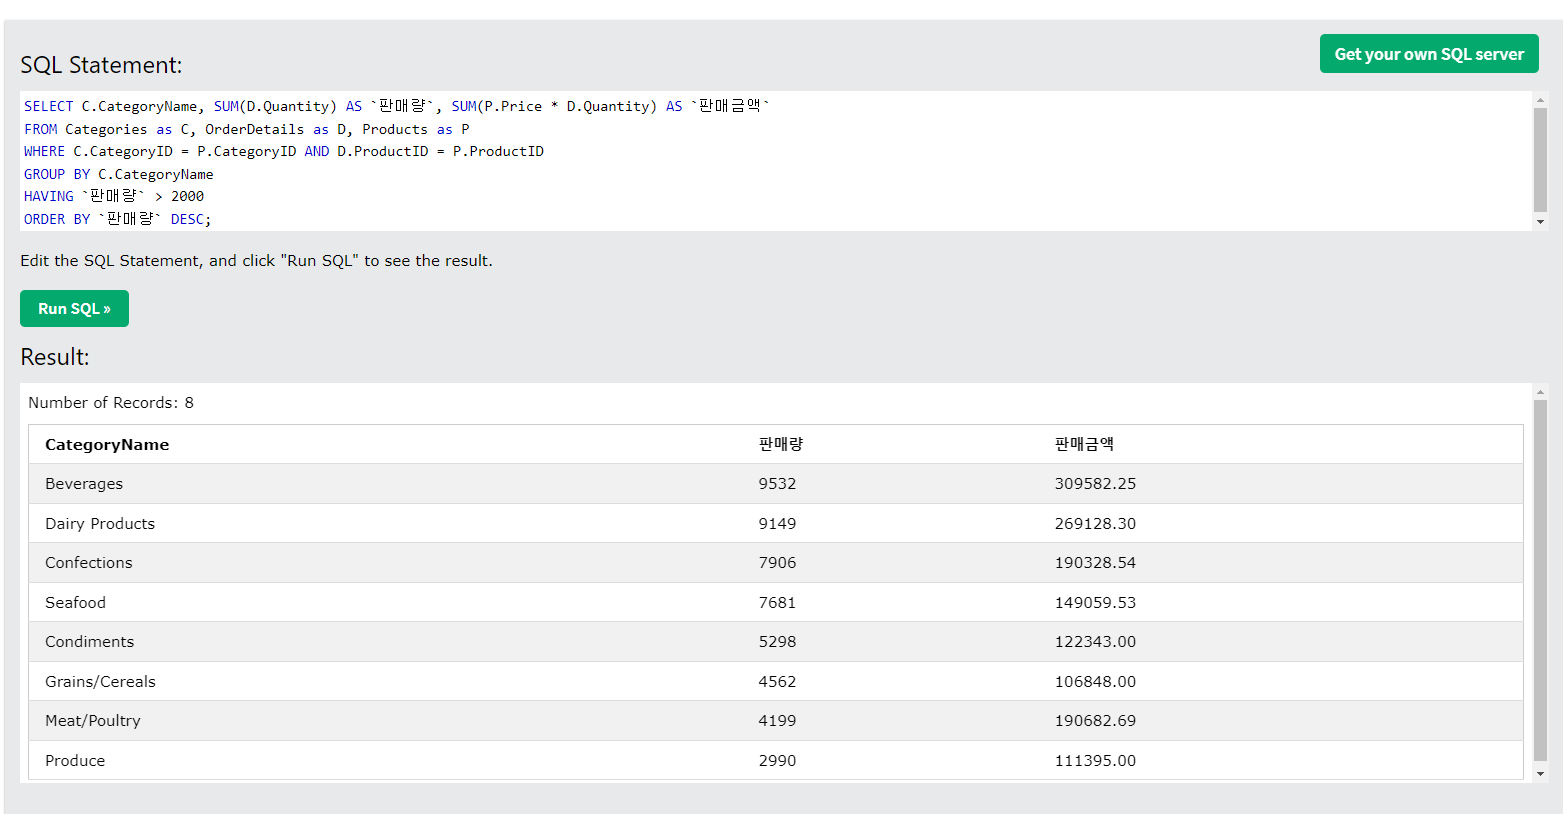 Get your own SQL server
SQL Statement:
SELECT C.CategoryName, SUM(D.Quantity) AS `판매량`, SUM(P.Price * D.Quantity) AS `판매금액`
FROM Categories as C, OrderDetails as D, Products as P
WHERE C.CategoryID = P.CategoryID AND D.ProductID = P.ProductID
GROUP BY C.CategoryName
HAVING `판매량` > 2000
ORDER BY `판매량` DESC;
Edit the SQL Statement, and click "Run SQL" to see the result.
Run SQL »
Result:
Number of Records: 8
CategoryName 판매량 판매금액
Beverages 9532 309582.25
Dairy Products 9149 269128.30
Confections 7906 190328.54
Seafood 7681 149059.53
Condiments 5298 122343.00
Grains/Cereals 4562 106848.00
Meat/Poultry 4199 190682.69
Produce 2990 111395.00